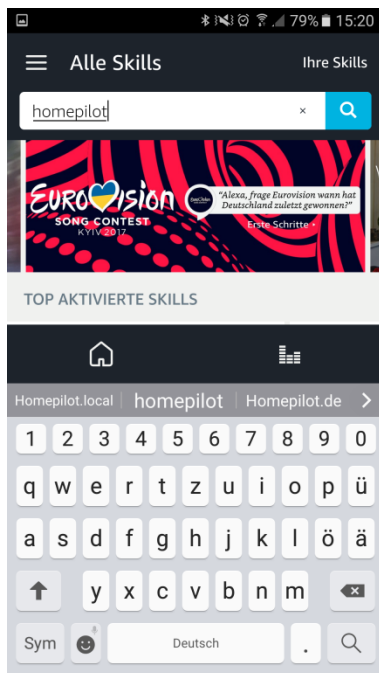 79% 15:20
Alle Skills
Ihre Skills
homepilot ×
EUROVISION
SONG CONTEST
KYIV 2017
"Alexa, frage Eurovision wann hat
Deutschland zuletzt gewonnen?"
Erste Schritte
TOP AKTIVIERTE SKILLS
Homepilot.local homepilot Homepilot.de
1 2 3 4 5 6 7 8 9 0
q w e r t z u i o p ü
a s d f g h j k l ö ä
y x c v b n m
Sym Deutsch .